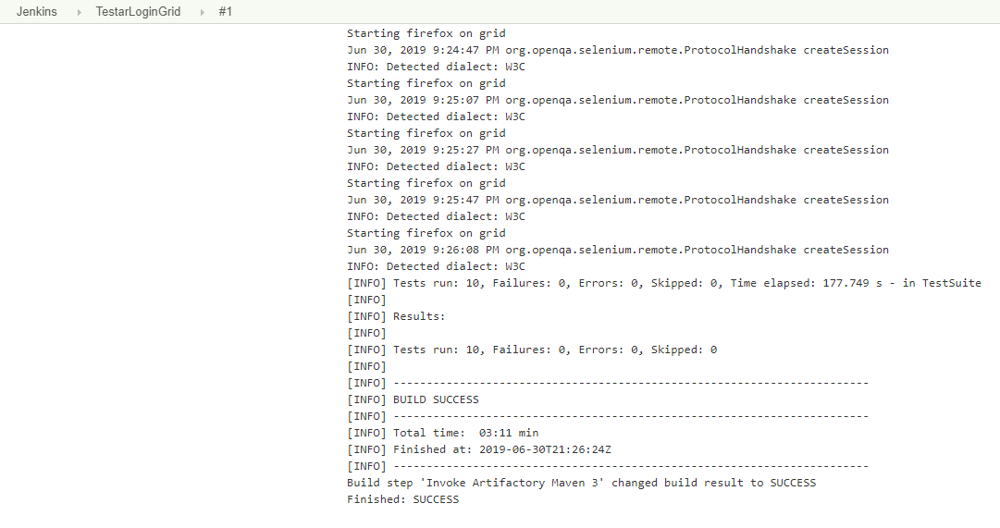 Jenkins TestarLoginGrid #1
Starting firefox on grid
Jun 30, 2019 9:24:47 PM org.openqa.selenium.remote.ProtocolHandshake createSession
INFO: Detected dialect: W3C
Starting firefox on grid
Jun 30, 2019 9:25:07 PM org.openqa.selenium.remote.ProtocolHandshake createSession
INFO: Detected dialect: W3C
Starting firefox on grid
Jun 30, 2019 9:25:27 PM org.openqa.selenium.remote.ProtocolHandshake createSession
INFO: Detected dialect: W3C
Starting firefox on grid
Jun 30, 2019 9:25:47 PM org.openqa.selenium.remote.ProtocolHandshake createSession
INFO: Detected dialect: W3C
Starting firefox on grid
Jun 30, 2019 9:26:08 PM org.openqa.selenium.remote.ProtocolHandshake createSession
INFO: Detected dialect: W3C
[INFO] Tests run: 10, Failures: 0, Errors: 0, Skipped: 0, Time elapsed: 177.749 s - in TestSuite
[INFO]
[INFO] Results:
[INFO]
[INFO] Tests run: 10, Failures: 0, Errors: 0, Skipped: 0
[INFO]
[INFO] ------------------------------------------------------------------------
[INFO] BUILD SUCCESS
[INFO] ------------------------------------------------------------------------
[INFO] Total time:  03:11 min
[INFO] Finished at: 2019-06-30T21:26:24Z
[INFO] ------------------------------------------------------------------------
Build step 'Invoke Artifactory Maven 3' changed build result to SUCCESS
Finished: SUCCESS